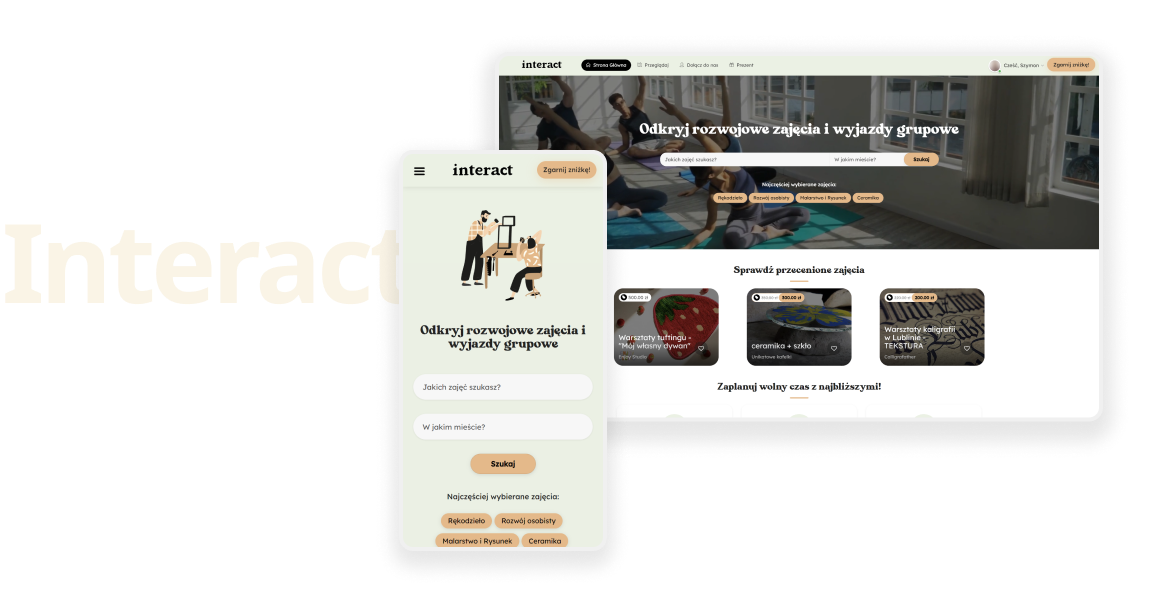 Interact
interact
Zgarnij zniżkę!
Odkryj rozwojowe zajęcia i
wyjazdy grupowe
Jakich zajęć szukasz?
W jakim mieście?
Szukaj
Najczęściej wybierane zajęcia:
Rękodzieło Rozwój osobisty
Malarstwo i Rysunek Ceramika
interact Strona Główna Przeglądaj Dołącz do nas Prezent Cześć, Szymon Zgarnij zniżkę!
Odkryj rozwojowe zajęcia i wyjazdy grupowe
Jakich zajęć szukasz? W jakim mieście? Szukaj
Najczęściej wybierane zajęcia:
Rękodzieło Rozwój osobisty Malarstwo i Rysunek Ceramika
Sprawdź przecenione zajęcia
500.00 zł
Warsztaty tuftingu -
"Mój własny dywan"
Enjoy Studio
300.00 zł
ceramika + szkło
Unikatowe kafelki
200.00 zł
Warsztaty kaligrafii
w Lublinie -
TEKSTURA
Calligrafather
Zaplanuj wolny czas z najbliższymi!